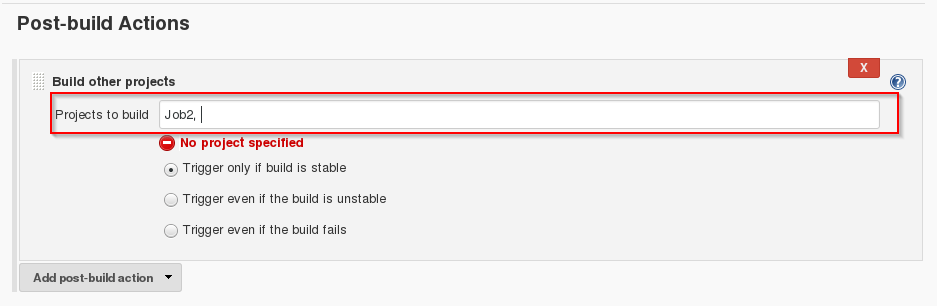 Post-build Actions
X
Build other projects
?
Projects to build Job2,
No project specified
Trigger only if build is stable
Trigger even if the build is unstable
Trigger even if the build fails
Add post-build action